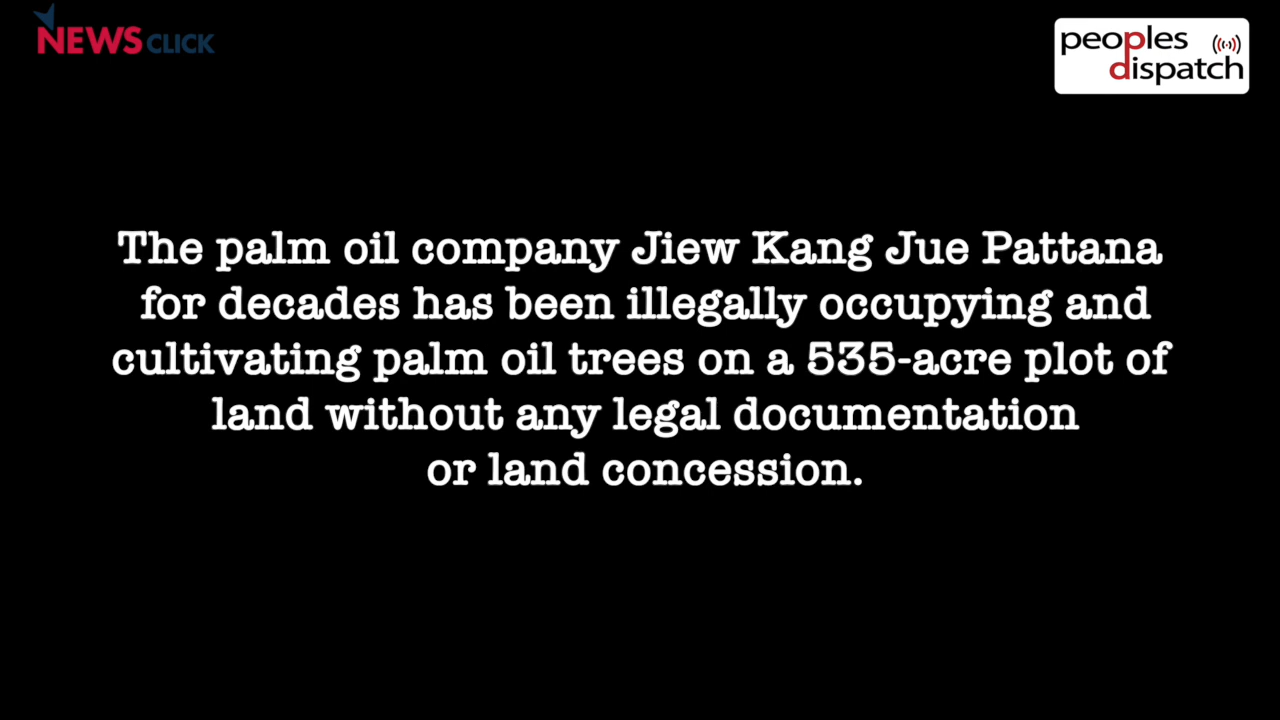 NEWSCLICK
peoples
dispatch
The palm oil company Jiew Kang Jue Pattana
for decades has been illegally occupying and
cultivating palm oil trees on a 535-acre plot of
land without any legal documentation
or land concession.